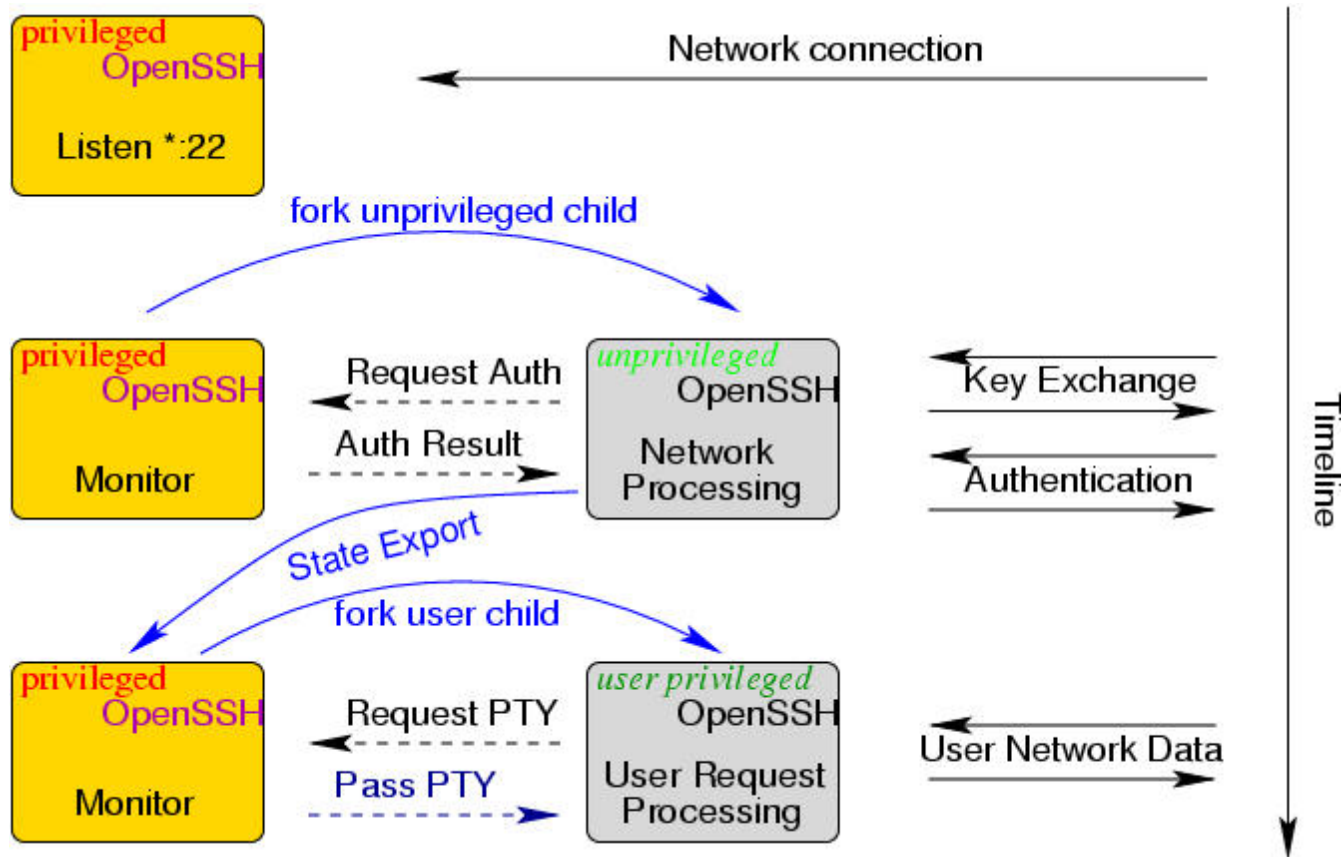 privileged
OpenSSH
Listen *:22
Network connection
fork unprivileged child
privileged
OpenSSH
Monitor
Request Auth
Auth Result
unprivileged
OpenSSH
Network
Processing
Key Exchange
Authentication
Timeline
State Export
fork user child
privileged
OpenSSH
Monitor
Request PTY
Pass PTY
user privileged
OpenSSH
User Request
Processing
User Network Data